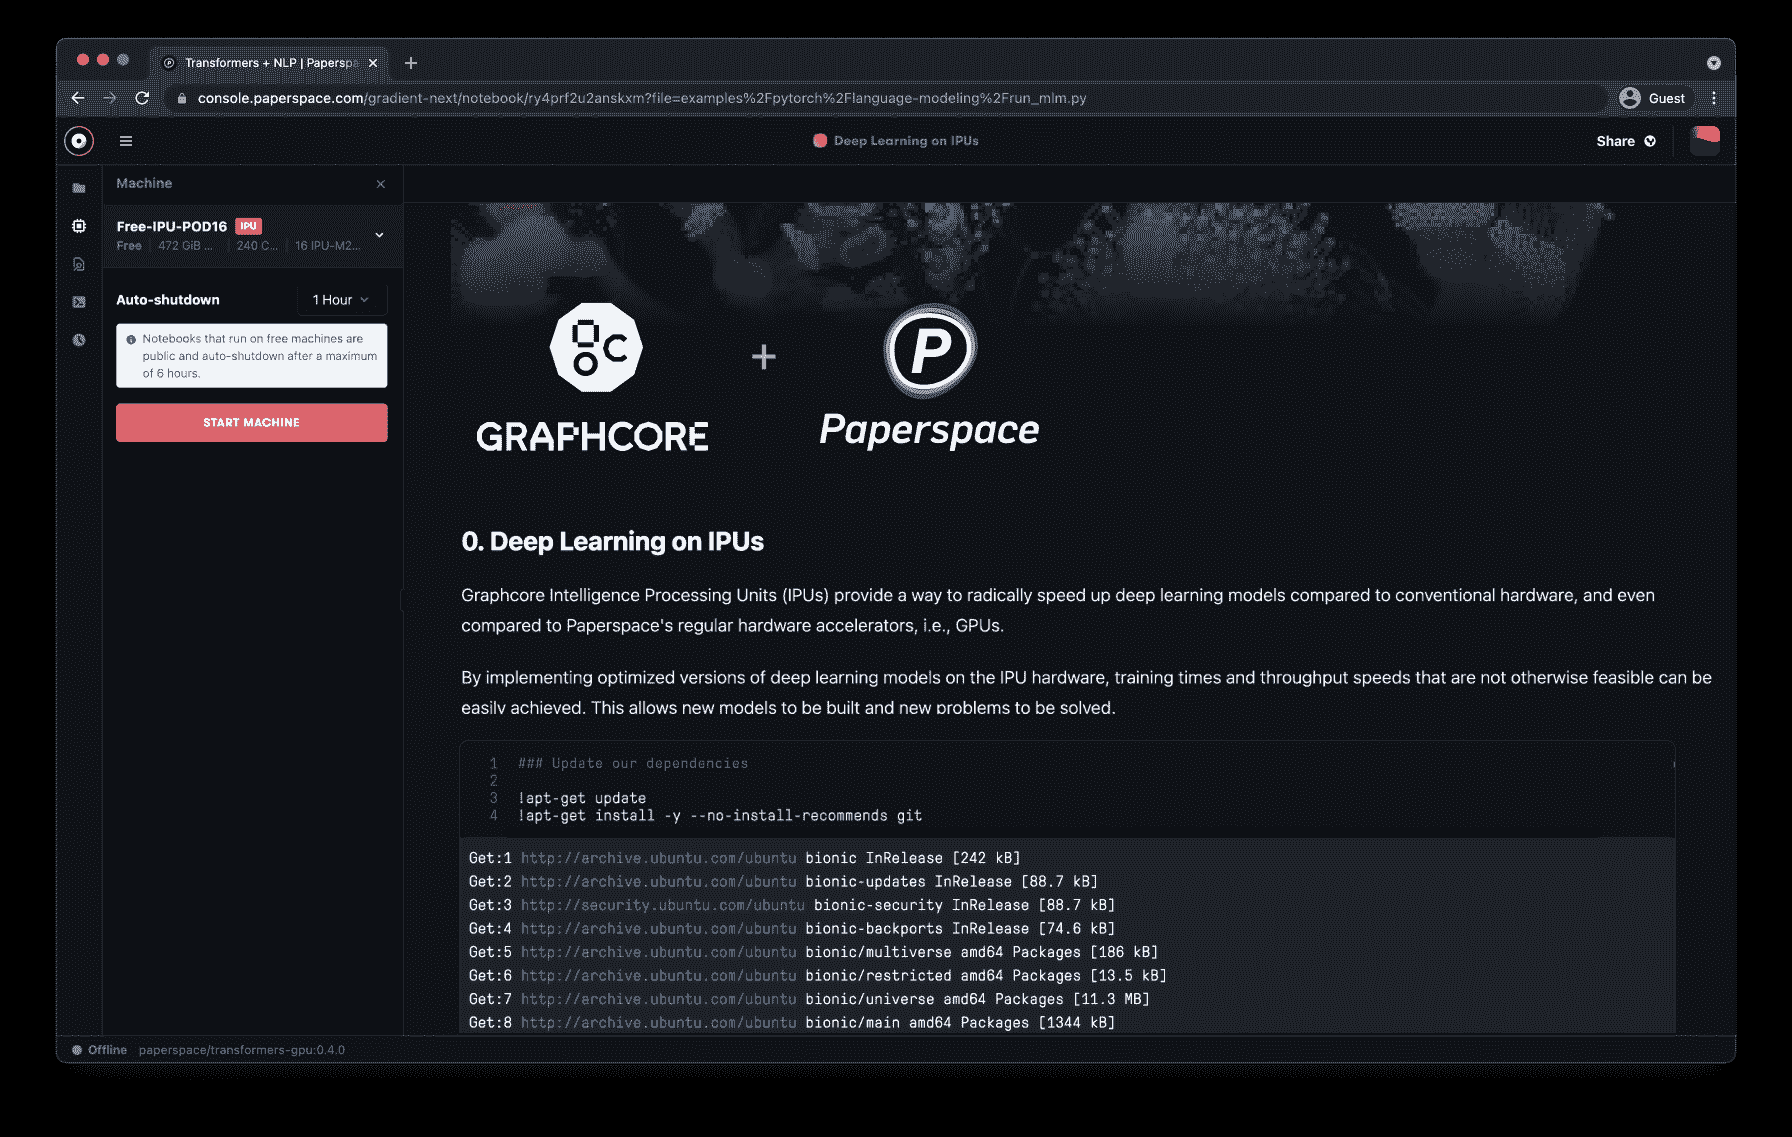 Transformers + NLP | Paperspa
console.paperspace.com/gradient-next/notebook/ry4prf2u2anskxm?file=examples%2Fpytorch%2Flanguage-modeling%2Frun_mlm.py
Guest
Deep Learning on IPUs
Share
Machine
Free-IPU-POD16 IPU
Free 472 GiB ... 240 C... 16 IPU-M2...
Auto-shutdown 1 Hour
Notebooks that run on free machines are
public and auto-shutdown after a maximum
of 6 hours.
START MACHINE
GRAFHCORE
P
Paperspace
0. Deep Learning on IPUs
Graphcore Intelligence Processing Units (IPUs) provide a way to radically speed up deep learning models compared to conventional hardware, and even
compared to Paperspace's regular hardware accelerators, i.e., GPUs.
By implementing optimized versions of deep learning models on the IPU hardware, training times and throughput speeds that are not otherwise feasible can be
easily achieved. This allows new models to be built and new problems to be solved.
1 ### Update our dependencies
2
3 !apt-get update
4 !apt-get install -y --no-install-recommends git
Get:1 http://archive.ubuntu.com/ubuntu bionic InRelease [242 kB]
Get:2 http://archive.ubuntu.com/ubuntu bionic-updates InRelease [88.7 kB]
Get:3 http://security.ubuntu.com/ubuntu bionic-security InRelease [88.7 kB]
Get:4 http://archive.ubuntu.com/ubuntu bionic-backports InRelease [74.6 kB]
Get:5 http://archive.ubuntu.com/ubuntu bionic/multiverse amd64 Packages [186 kB]
Get:6 http://archive.ubuntu.com/ubuntu bionic/restricted amd64 Packages [13.5 kB]
Get:7 http://archive.ubuntu.com/ubuntu bionic/universe amd64 Packages [11.3 MB]
Get:8 http://archive.ubuntu.com/ubuntu bionic/main amd64 Packages [1344 kB]
Offline paperspace/transformers-gpu:0.4.0